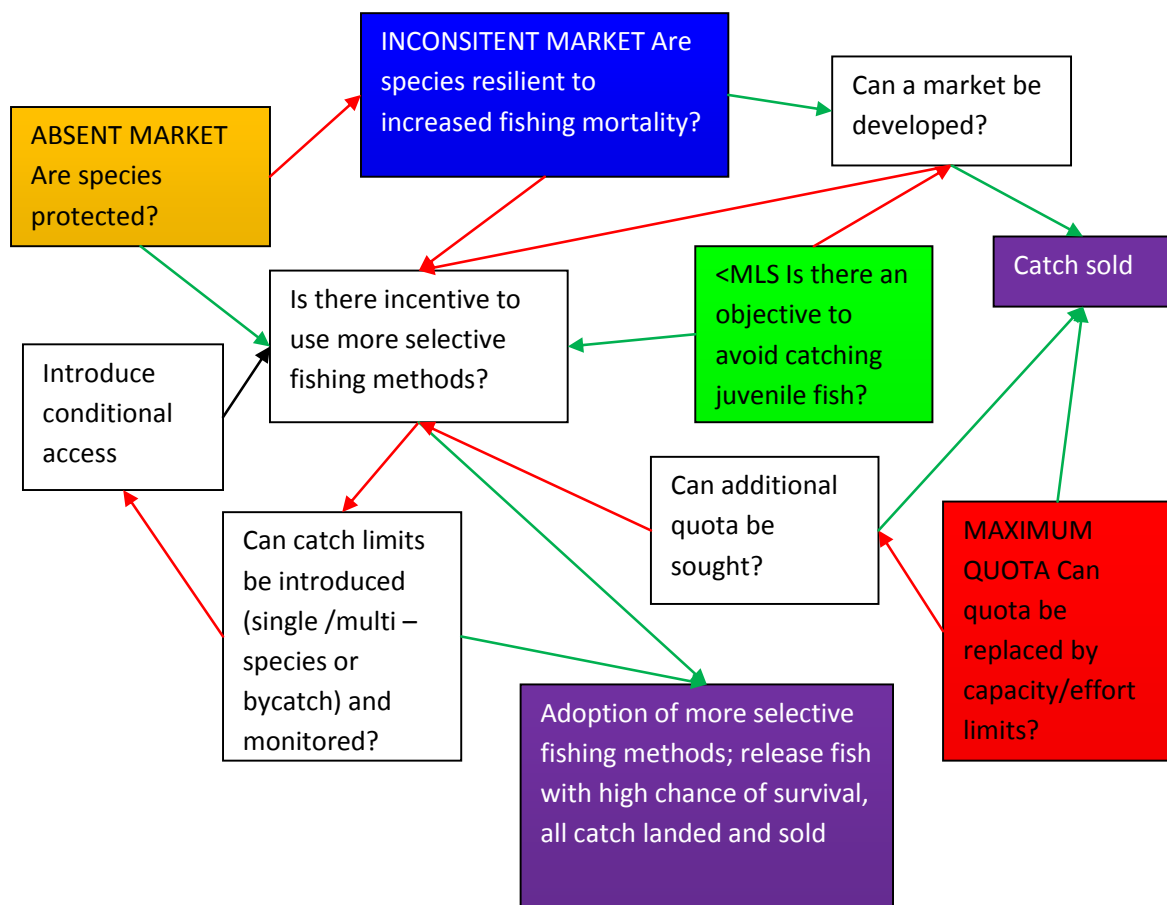 INCONSITENT MARKET Are
species resilient to
increased fishing mortality?
Can a market be
developed?
ABSENT MARKET
Are species
protected?
Catch sold
<MLS Is there an
objective to
avoid catching
juvenile fish?
Is there incentive to
use more selective
fishing methods?
Introduce
conditional
access
Can additional
quota be
sought?
MAXIMUM
QUOTA Can
quota be
replaced by
capacity/effort
limits?
Can catch limits
be introduced
(single /multi –
species or
bycatch) and
monitored?
Adoption of more selective
fishing methods; release fish
with high chance of survival,
all catch landed and sold